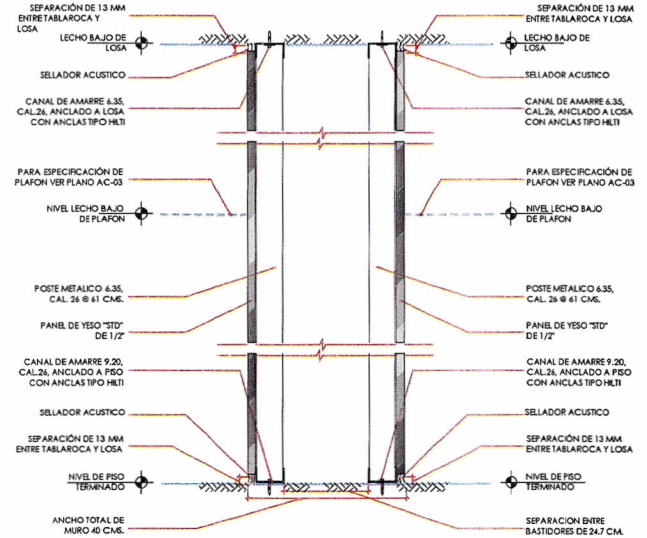 SEPARACIÓN DE 13 MM
ENTRE TABLAROCA Y
LOSA
LECHO BAJO DE
LOSA
SELLADOR ACUSTICO
CANAL DE AMARRE 6.35,
CAL.26, ANCLADO A LOSA
CON ANCLAS TIPO HILTI
PARA ESPECIFICACIÓN DE
PLAFON VER PLANO AC-03
NIVEL LECHO BAJO
DE PLAFON
POSTE METALICO 6.35,
CAL. 26 @ 61 CMS.
PANEL DE YESO "STD"
DE 1/2"
CANAL DE AMARRE 9.20,
CAL.26, ANCLADO A PISO
CON ANCLAS TIPO HILTI
SELLADOR ACUSTICO
SEPARACIÓN DE 13 MM
ENTRE TABLAROCA Y LOSA
NIVEL DE PISO
TERMINADO
ANCHO TOTAL DE
MURO 40 CMS.
SEPARACIÓN DE 13 MM
ENTRE TABLAROCA Y LOSA
LECHO BAJO DE
LOSA
SELLADOR ACUSTICO
CANAL DE AMARRE 6.35,
CAL.26, ANCLADO A LOSA
CON ANCLAS TIPO HILTI
PARA ESPECIFICACIÓN DE
PLAFON VER PLANO AC-03
NIVEL LECHO BAJO
DE PLAFON
POSTE METALICO 6.35,
CAL. 26 @ 61 CMS.
PANEL DE YESO "STD"
DE 1/2"
CANAL DE AMARRE 9.20,
CAL.26, ANCLADO A PISO
CON ANCLAS TIPO HILTI
SELLADOR ACUSTICO
SEPARACIÓN DE 13 MM
ENTRE TABLAROCA Y LOSA
NIVEL DE PISO
TERMINADO
SEPARACION ENTRE
BASTIDORES DE 24.7 CM.